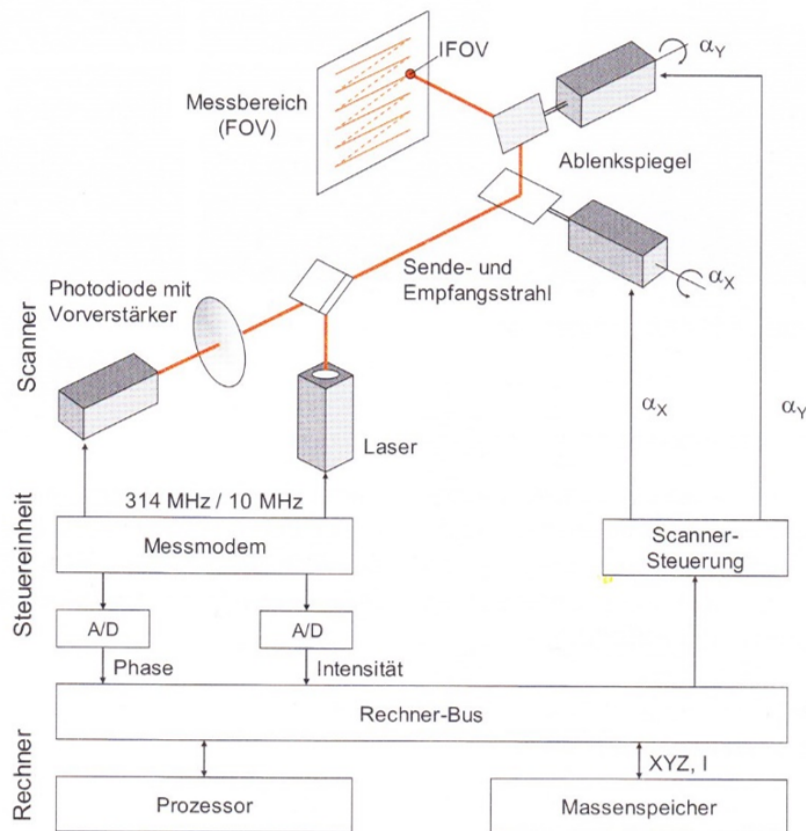 IFOV
αY
Messbereich
(FOV)
Ablenkspiegel
Sende- und
Empfangsstrahl
αX
Photodiode mit
Vorverstärker
Scanner
αX
αY
Laser
314 MHz / 10 MHz
Messmodem
Scanner-
Steuerung
Steuereinheit
A/D
A/D
Phase
Intensität
Rechner-Bus
Rechner
XYZ, I
Prozessor
Massenspeicher